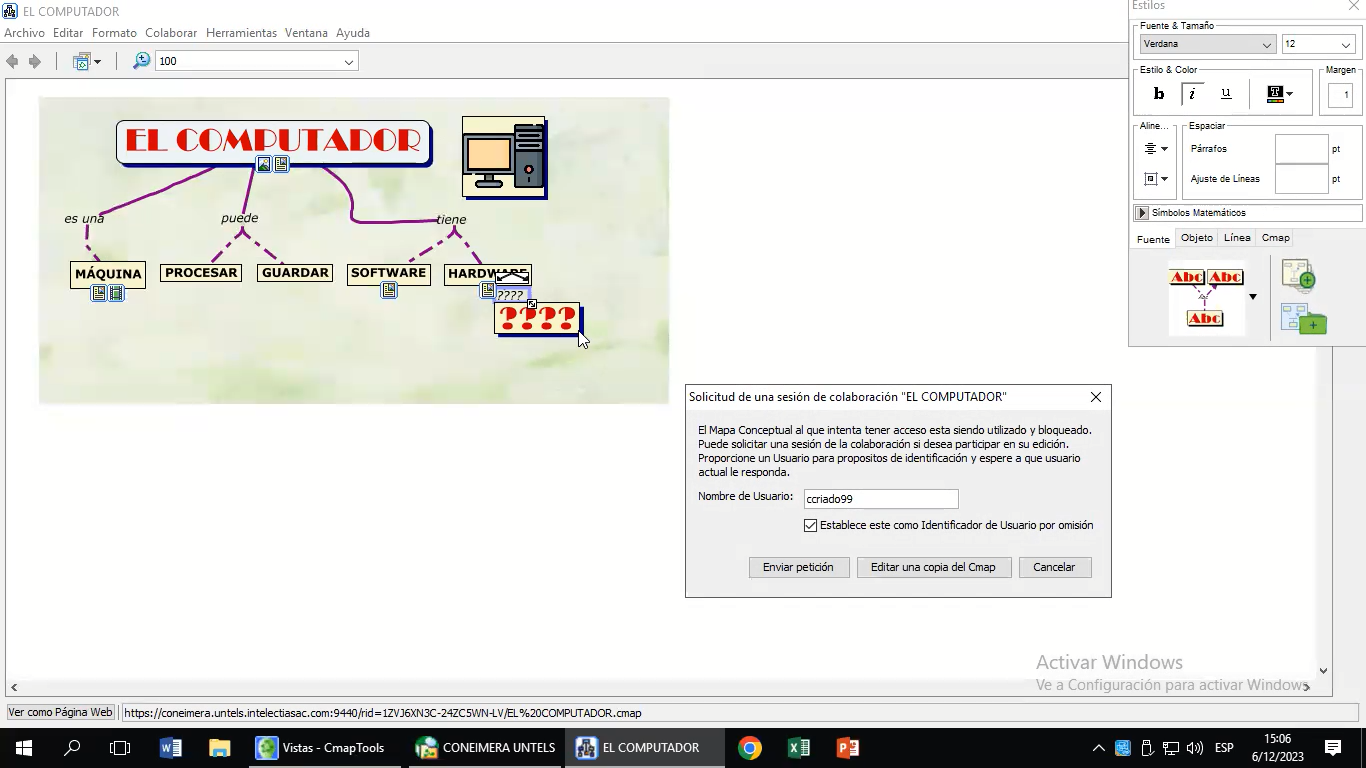 EL COMPUTADOR
Archivo Editar Formato Colaborar Herramientas Ventana Ayuda
100
EL COMPUTADOR
es una
puede
tiene
MÁQUINA
PROCESAR
GUARDAR
SOFTWARE
HARDWARE
????
????
Estilos
Fuente & Tamaño
Verdana
12
Estilo & Color
Margen
b i u T
1
Aline...
Espaciar
Párrafos
pt
Ajuste de Líneas
pt
Símbolos Matemáticos
Fuente Objeto Línea Cmap
Abc Abc
Abc
Solicitud de una sesión de colaboración "EL COMPUTADOR"
El Mapa Conceptual al que intenta tener acceso esta siendo utilizado y bloqueado.
Puede solicitar una sesión de la colaboración si desea participar en su edición.
Proporcione un Usuario para propositos de identificación y espere a que usuario
actual le responda.
Nombre de Usuario: ccriado99
Establece este como Identificador de Usuario por omisión
Enviar petición Editar una copia del Cmap Cancelar
Activar Windows
Ve a Configuración para activar Windows.
Ver como Página Web https://coneimera.untels.intelectiasac.com:9440/rid=1ZVJ6XN3C-24ZC5WN-LV/EL%20COMPUTADOR.cmap
Vistas - CmapTools CONEIMERA UNTELS EL COMPUTADOR
ESP
15:06
6/12/2023